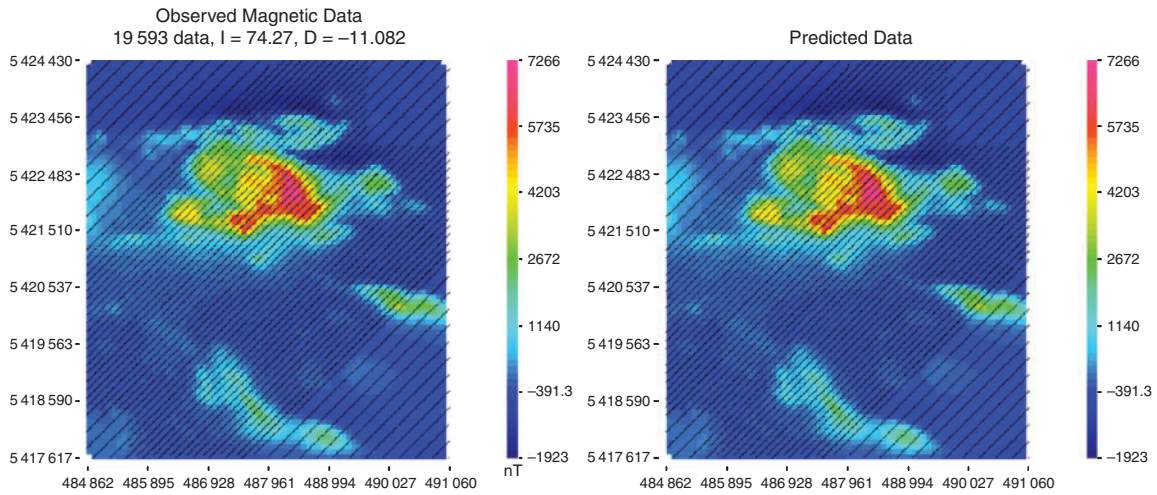 Observed Magnetic Data
19 593 data, I = 74.27, D = –11.082
5 424 430
5 423 456
5 422 483
5 421 510
5 420 537
5 419 563
5 418 590
5 417 617
484 862 485 895 486 928 487 961 488 994 490 027 491 060
7266
5735
4203
2672
1140
–391.3
–1923
nT
Predicted Data
5 424 430
5 423 456
5 422 483
5 421 510
5 420 537
5 419 563
5 418 590
5 417 617
484 862 485 895 486 928 487 961 488 994 490 027 491 060
7266
5735
4203
2672
1140
–391.3
–1923